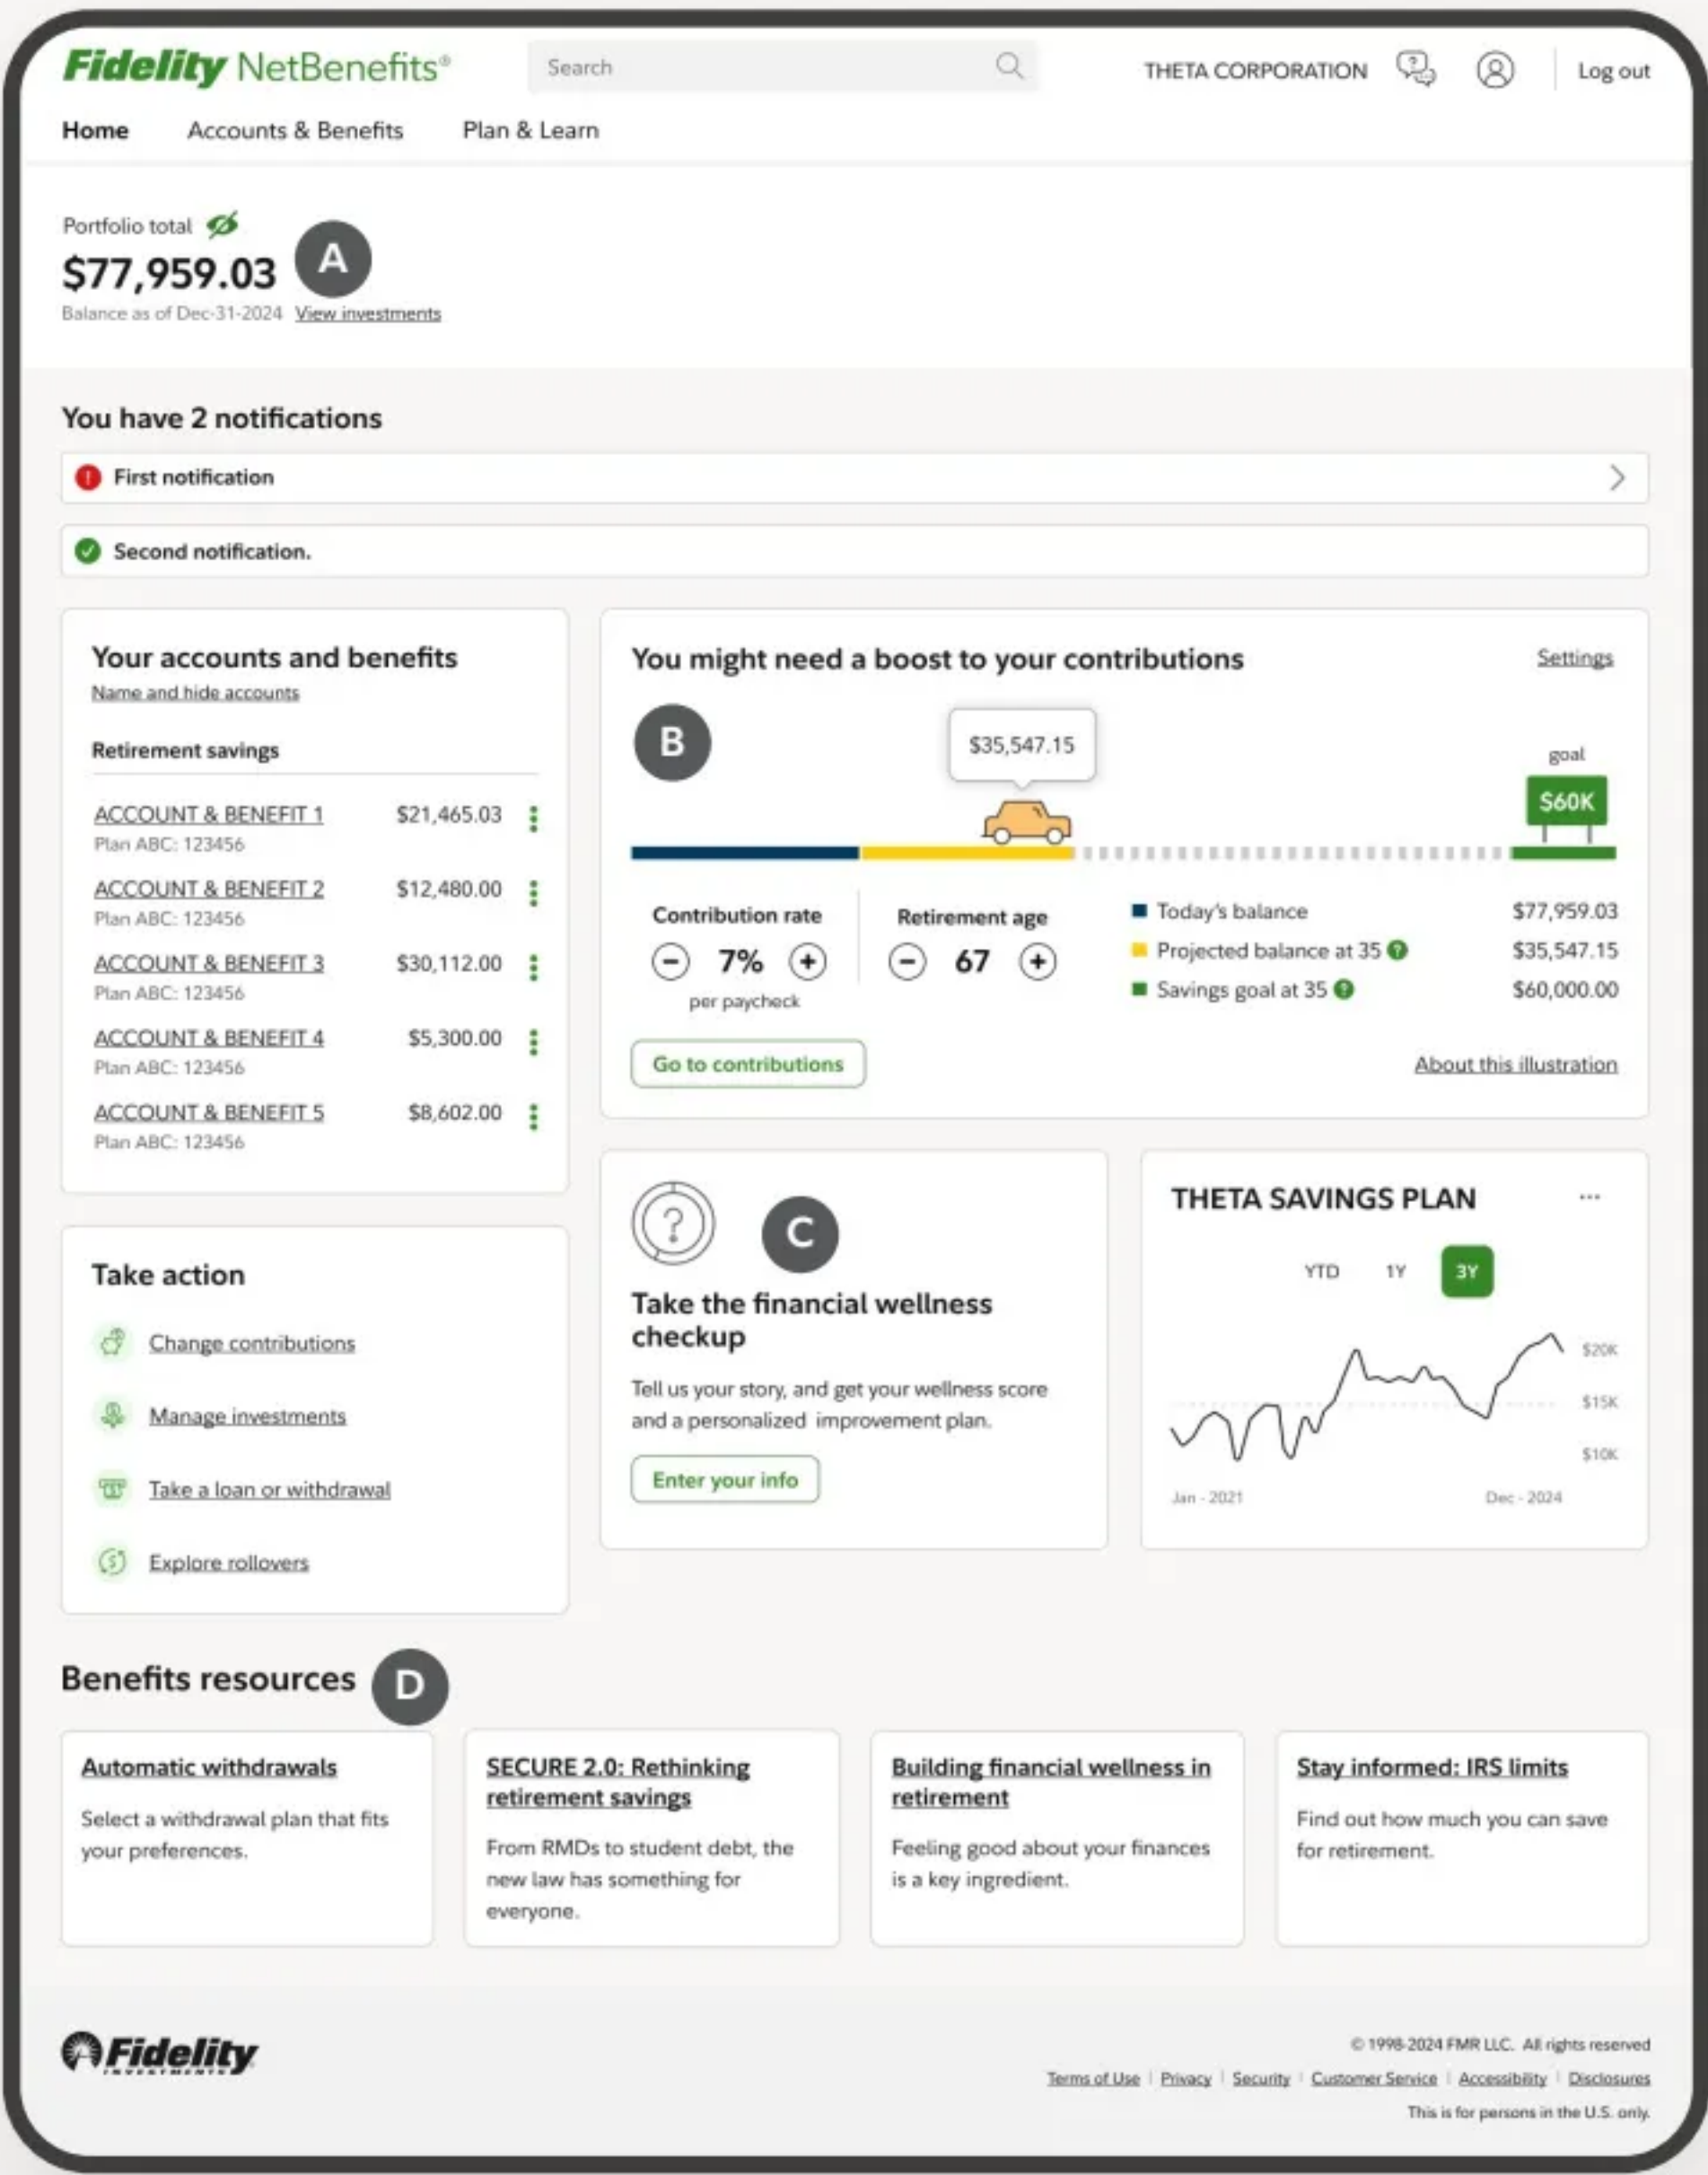 Fidelity NetBenefits®
Search
THETA CORPORATION
Log out
Home
Accounts & Benefits
Plan & Learn
Portfolio total
$77,959.03
A
Balance as of Dec-31-2024 View investments
You have 2 notifications
First notification
Second notification.
Your accounts and benefits
Name and hide accounts
Retirement savings
ACCOUNT & BENEFIT 1 $21,465.03
Plan ABC: 123456
ACCOUNT & BENEFIT 2 $12,480.00
Plan ABC: 123456
ACCOUNT & BENEFIT 3 $30,112.00
Plan ABC: 123456
ACCOUNT & BENEFIT 4 $5,300.00
Plan ABC: 123456
ACCOUNT & BENEFIT 5 $8,602.00
Plan ABC: 123456
Take action
Change contributions
Manage investments
Take a loan or withdrawal
Explore rollovers
You might need a boost to your contributions
Settings
B
$35,547.15
goal
$60K
Contribution rate
7%
per paycheck
Retirement age
67
Today's balance $77,959.03
Projected balance at 35 $35,547.15
Savings goal at 35 $60,000.00
Go to contributions
About this illustration
C
Take the financial wellness
checkup
Tell us your story, and get your wellness score
and a personalized improvement plan.
Enter your info
THETA SAVINGS PLAN
YTD 1Y 3Y
$20K
$15K
$10K
Jan - 2021 Dec - 2024
Benefits resources
D
Automatic withdrawals
Select a withdrawal plan that fits
your preferences.
SECURE 2.0: Rethinking
retirement savings
From RMDs to student debt, the
new law has something for
everyone.
Building financial wellness in
retirement
Feeling good about your finances
is a key ingredient.
Stay informed: IRS limits
Find out how much you can save
for retirement.
Fidelity
INVESTMENTS
© 1998-2024 FMR LLC. All rights reserved
Terms of Use | Privacy | Security | Customer Service | Accessibility | Disclosures
This is for persons in the U.S. only.